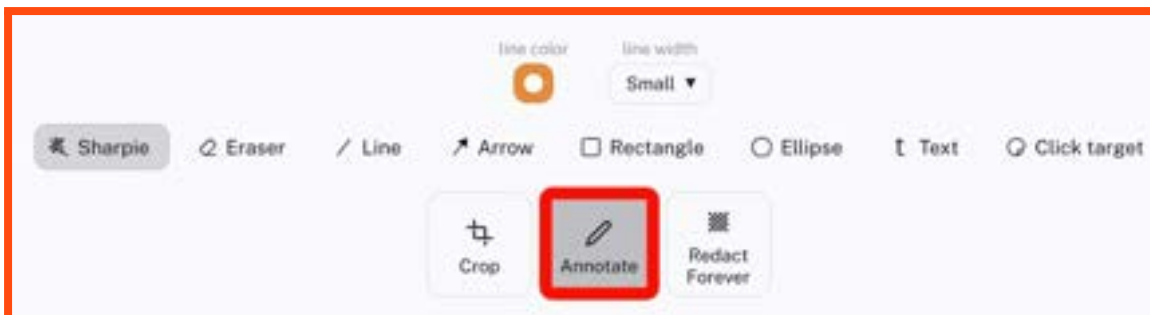 line color line width
Small
Sharpie Eraser Line Arrow Rectangle Ellipse Text Click target
Crop Annotate Redact
Forever